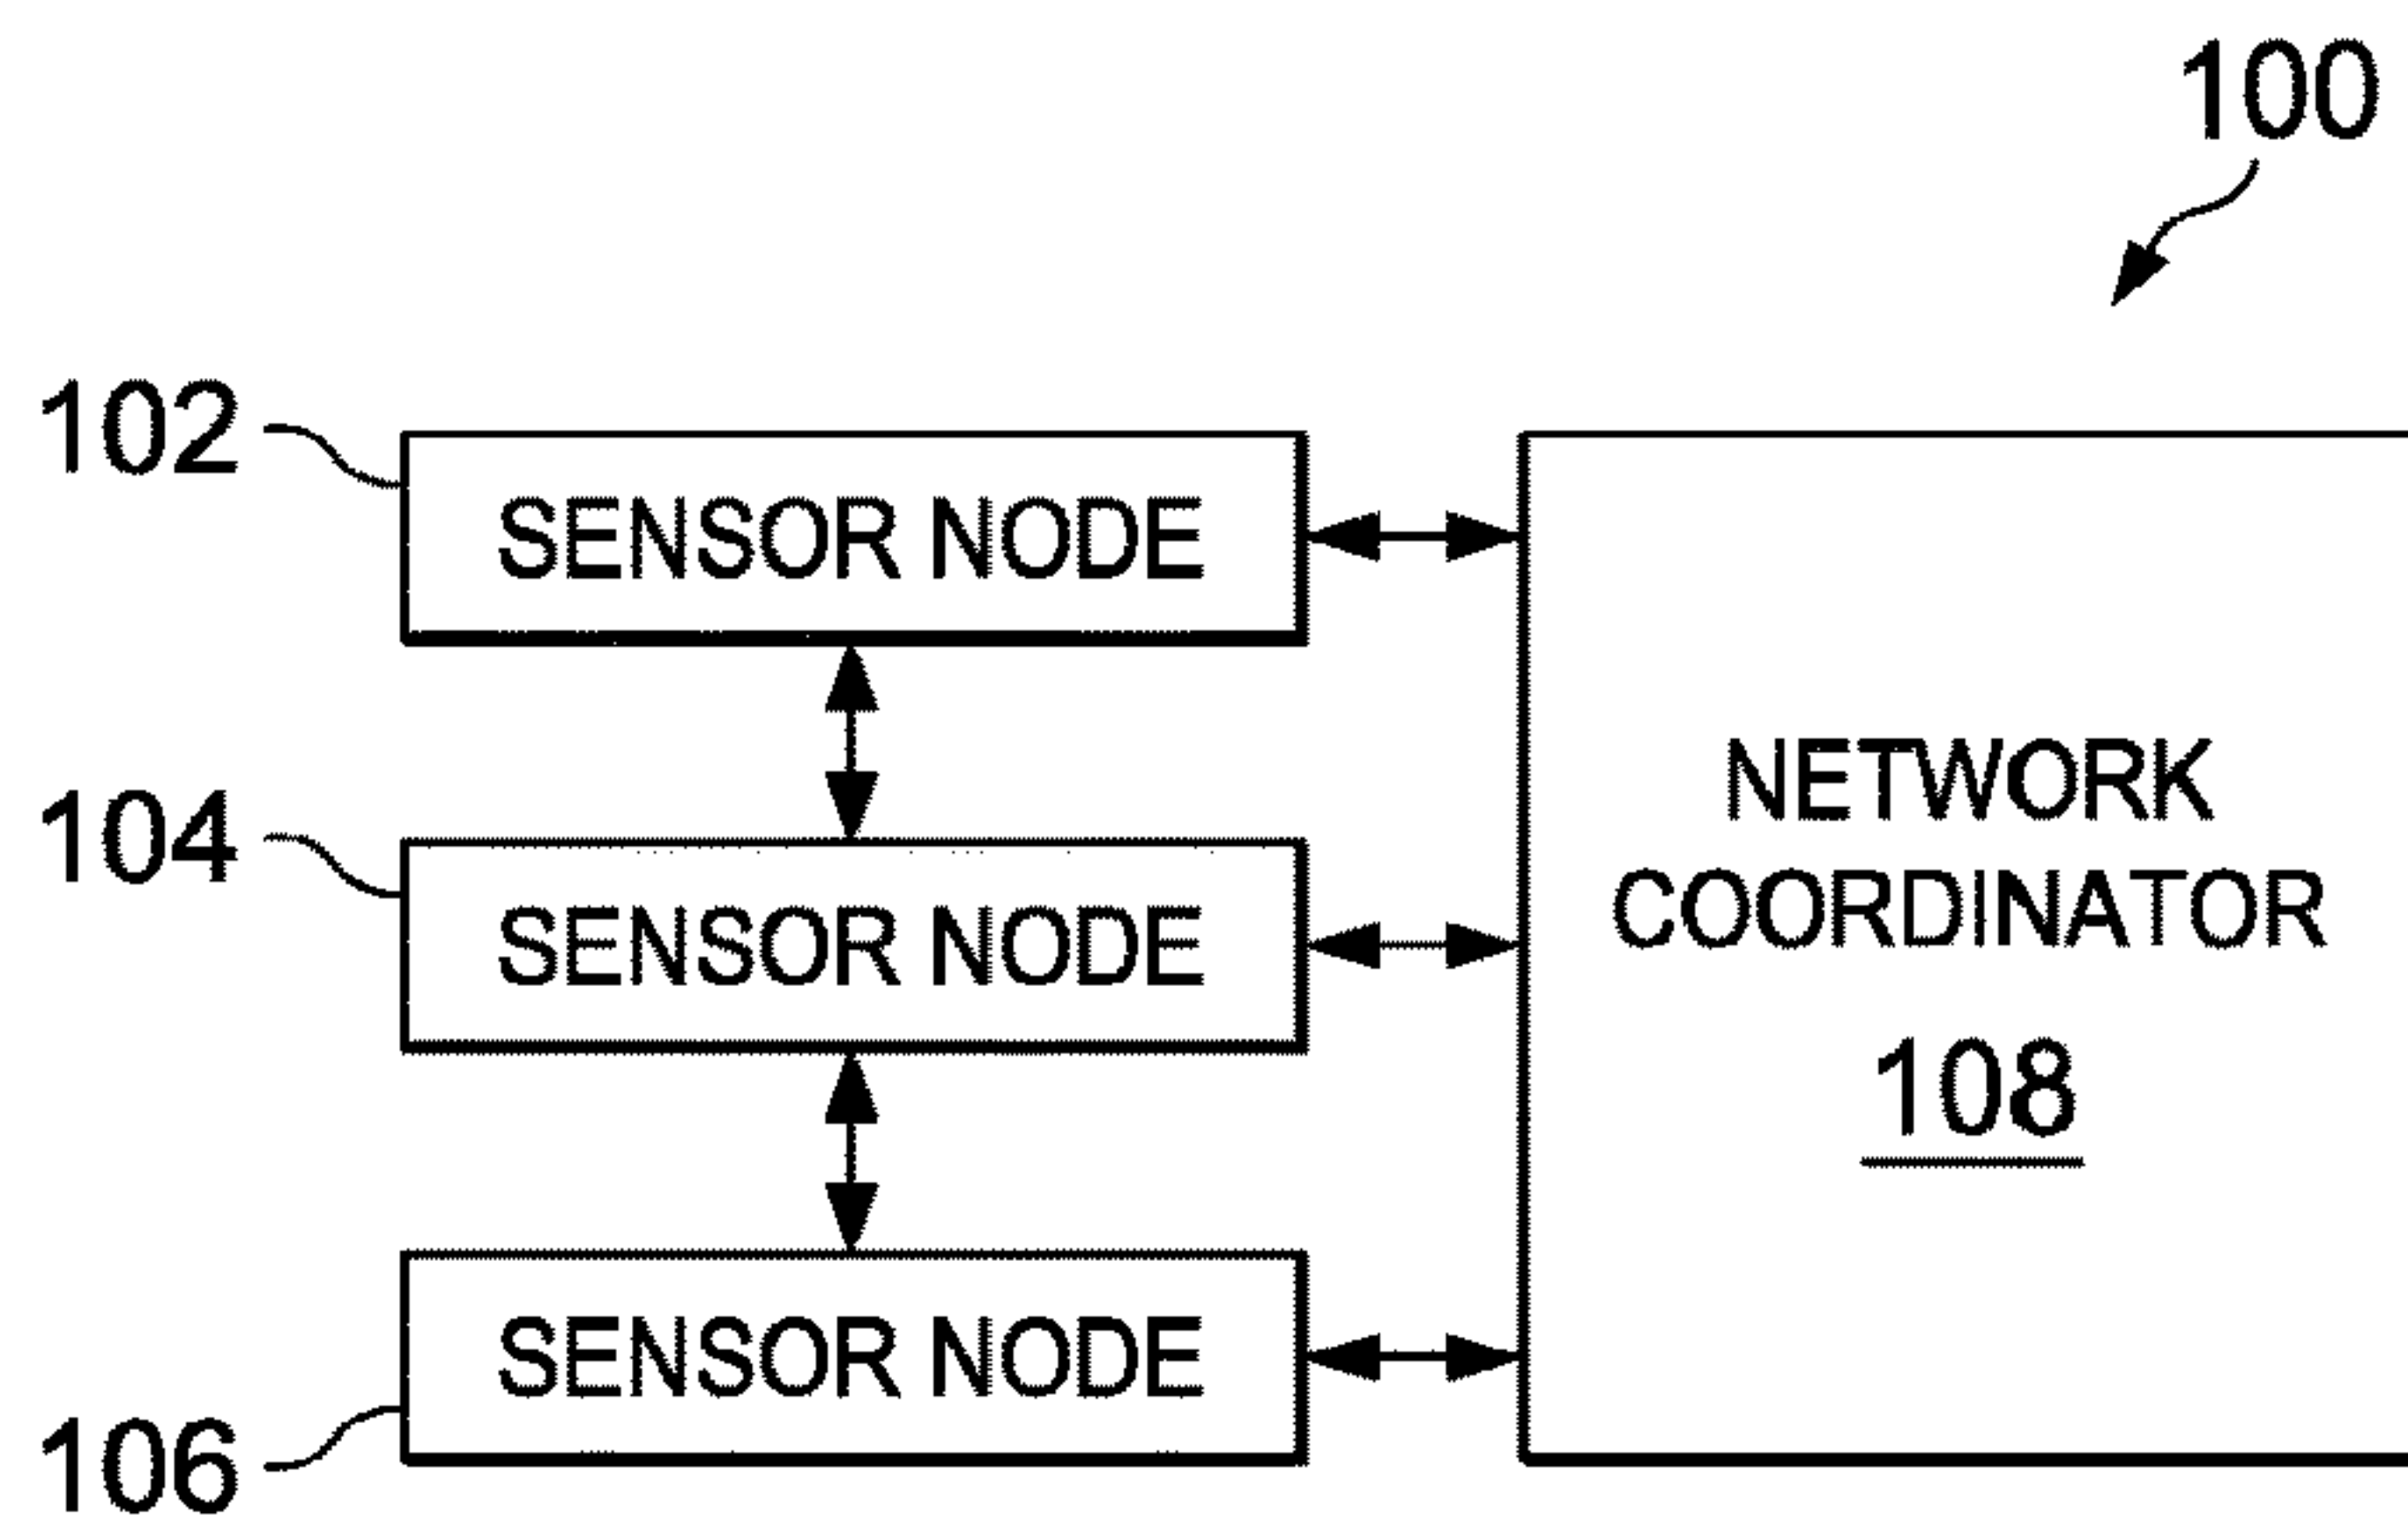 100
102
SENSOR NODE
NETWORK
COORDINATOR
108
104
SENSOR NODE
106
SENSOR NODE